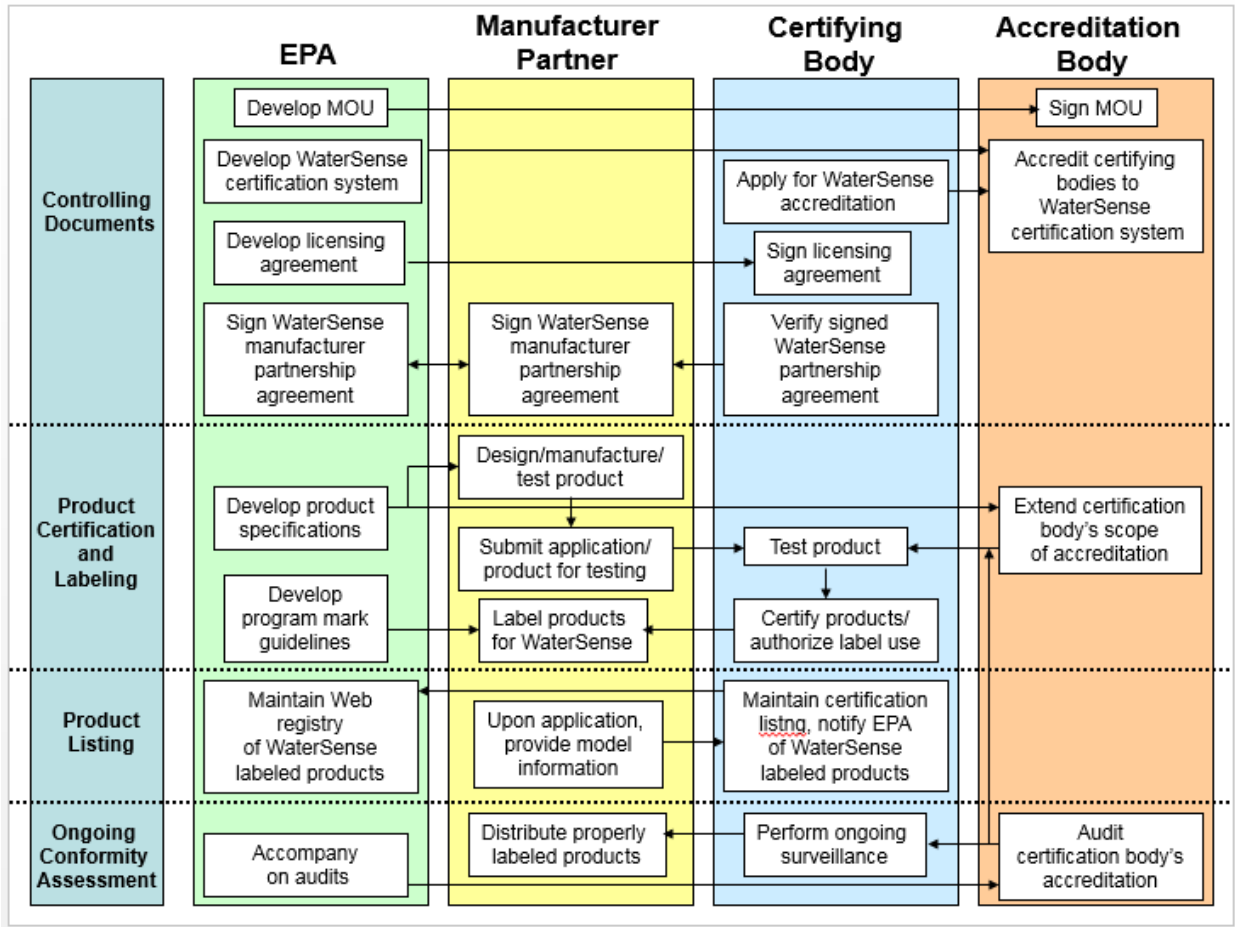 EPA
Manufacturer
Partner
Certifying
Body
Accreditation
Body
Controlling
Documents
Develop MOU
Sign MOU
Develop WaterSense
certification system
Apply for WaterSense
accreditation
Accredit certifying
bodies to
WaterSense
certification system
Develop licensing
agreement
Sign licensing
agreement
Sign WaterSense
manufacturer
partnership
agreement
Sign WaterSense
manufacturer
partnership
agreement
Verify signed
WaterSense
partnership
agreement
Product
Certification
and
Labeling
Design/manufacture/
test product
Develop product
specifications
Extend certification
body's scope
of accreditation
Submit application/
product for testing
Test product
Develop
program mark
guidelines
Label products
for WaterSense
Certify products/
authorize label use
Product
Listing
Maintain Web
registry
of WaterSense
labeled products
Upon application,
provide model
information
Maintain certification
listng, notify EPA
of WaterSense
labeled products
Ongoing
Conformity
Assessment
Accompany
on audits
Distribute properly
labeled products
Perform ongoing
surveillance
Audit
certification body's
accreditation